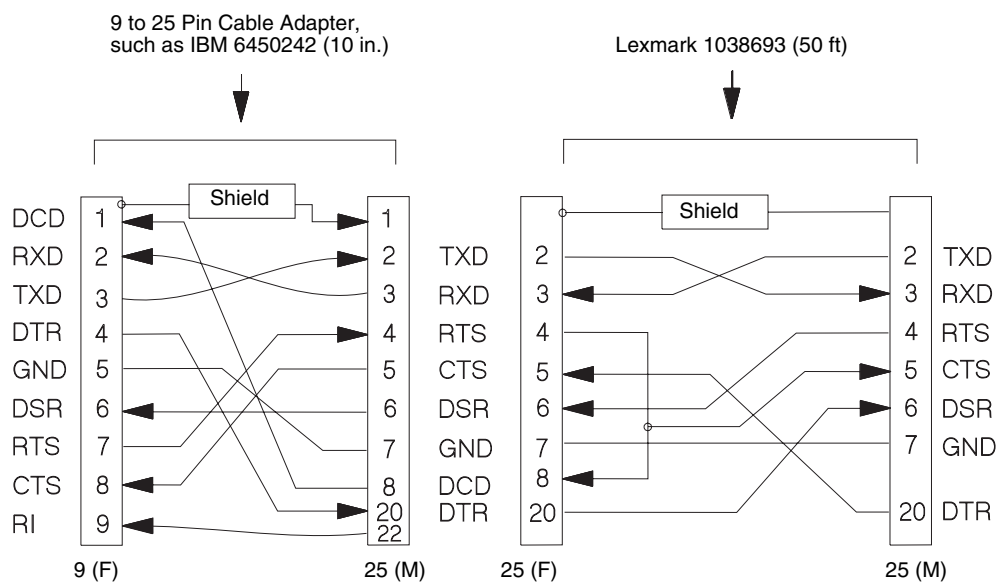 9 to 25 Pin Cable Adapter,
such as IBM 6450242 (10 in.)
Lexmark 1038693 (50 ft)
Shield
DCD 1 1
RXD 2 2
TXD 3 3
DTR 4 4
GND 5 5
DSR 6 6
RTS 7 7
CTS 8 8
20
RI 9 22
9 (F) 25 (M)
Shield
TXD 2 2 TXD
RXD 3 3 RXD
RTS 4 4 RTS
CTS 5 5 CTS
DSR 6 6 DSR
GND 7 7 GND
DCD 8
DTR 20 20 DTR
25 (F) 25 (M)